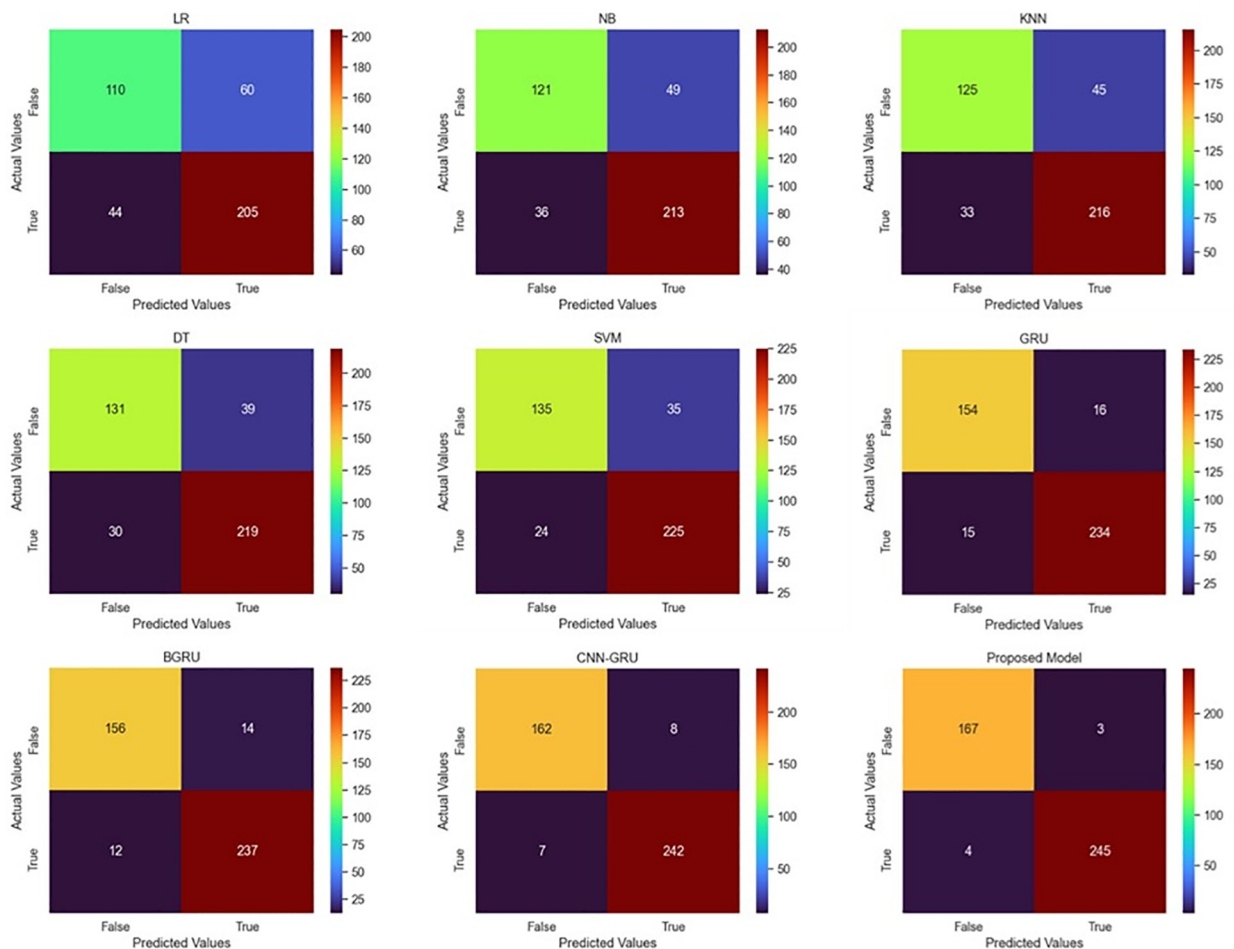 LR
Actual Values
False
True
110
60
44
205
False
True
Predicted Values
200
180
160
140
120
100
80
60
NB
Actual Values
False
True
121
49
36
213
False
True
Predicted Values
200
180
160
140
120
100
80
60
40
KNN
Actual Values
False
True
125
45
33
216
False
True
Predicted Values
200
175
150
125
100
75
50
DT
Actual Values
False
True
131
39
30
219
False
True
Predicted Values
200
175
150
125
100
75
50
SVM
Actual Values
False
True
135
35
24
225
False
True
Predicted Values
225
200
175
150
125
100
75
50
25
GRU
Actual Values
False
True
154
16
15
234
False
True
Predicted Values
225
200
175
150
125
100
75
50
25
BGRU
Actual Values
False
True
156
14
12
237
False
True
Predicted Values
225
200
175
150
125
100
75
50
25
CNN-GRU
Actual Values
False
True
162
8
7
242
False
True
Predicted Values
200
150
100
50
Proposed Model
Actual Values
False
True
167
3
4
245
False
True
Predicted Values
200
150
100
50